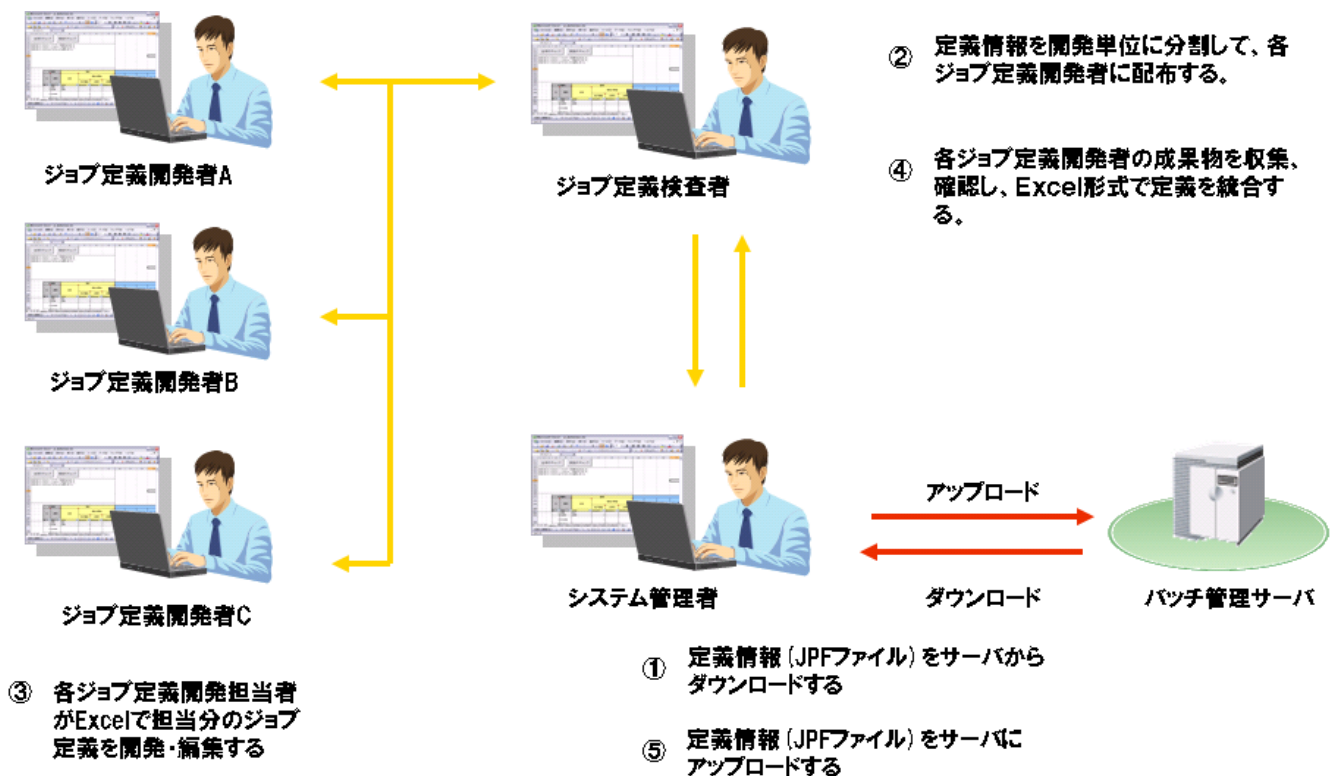 ジョブ定義開発者A
ジョブ定義開発者B
ジョブ定義開発者C
③ 各ジョブ定義開発担当者
がExcelで担当分のジョブ
定義を開発・編集する
ジョブ定義検査者
② 定義情報を開発単位に分割して、各
ジョブ定義開発者に配布する。
④ 各ジョブ定義開発者の成果物を収集、
確認し、Excel形式で定義を統合す
る。
システム管理者
アップロード
ダウンロード
バッチ管理サーバ
① 定義情報(JPFファイル)をサーバから
ダウンロードする
⑤ 定義情報(JPFファイル)をサーバに
アップロードする